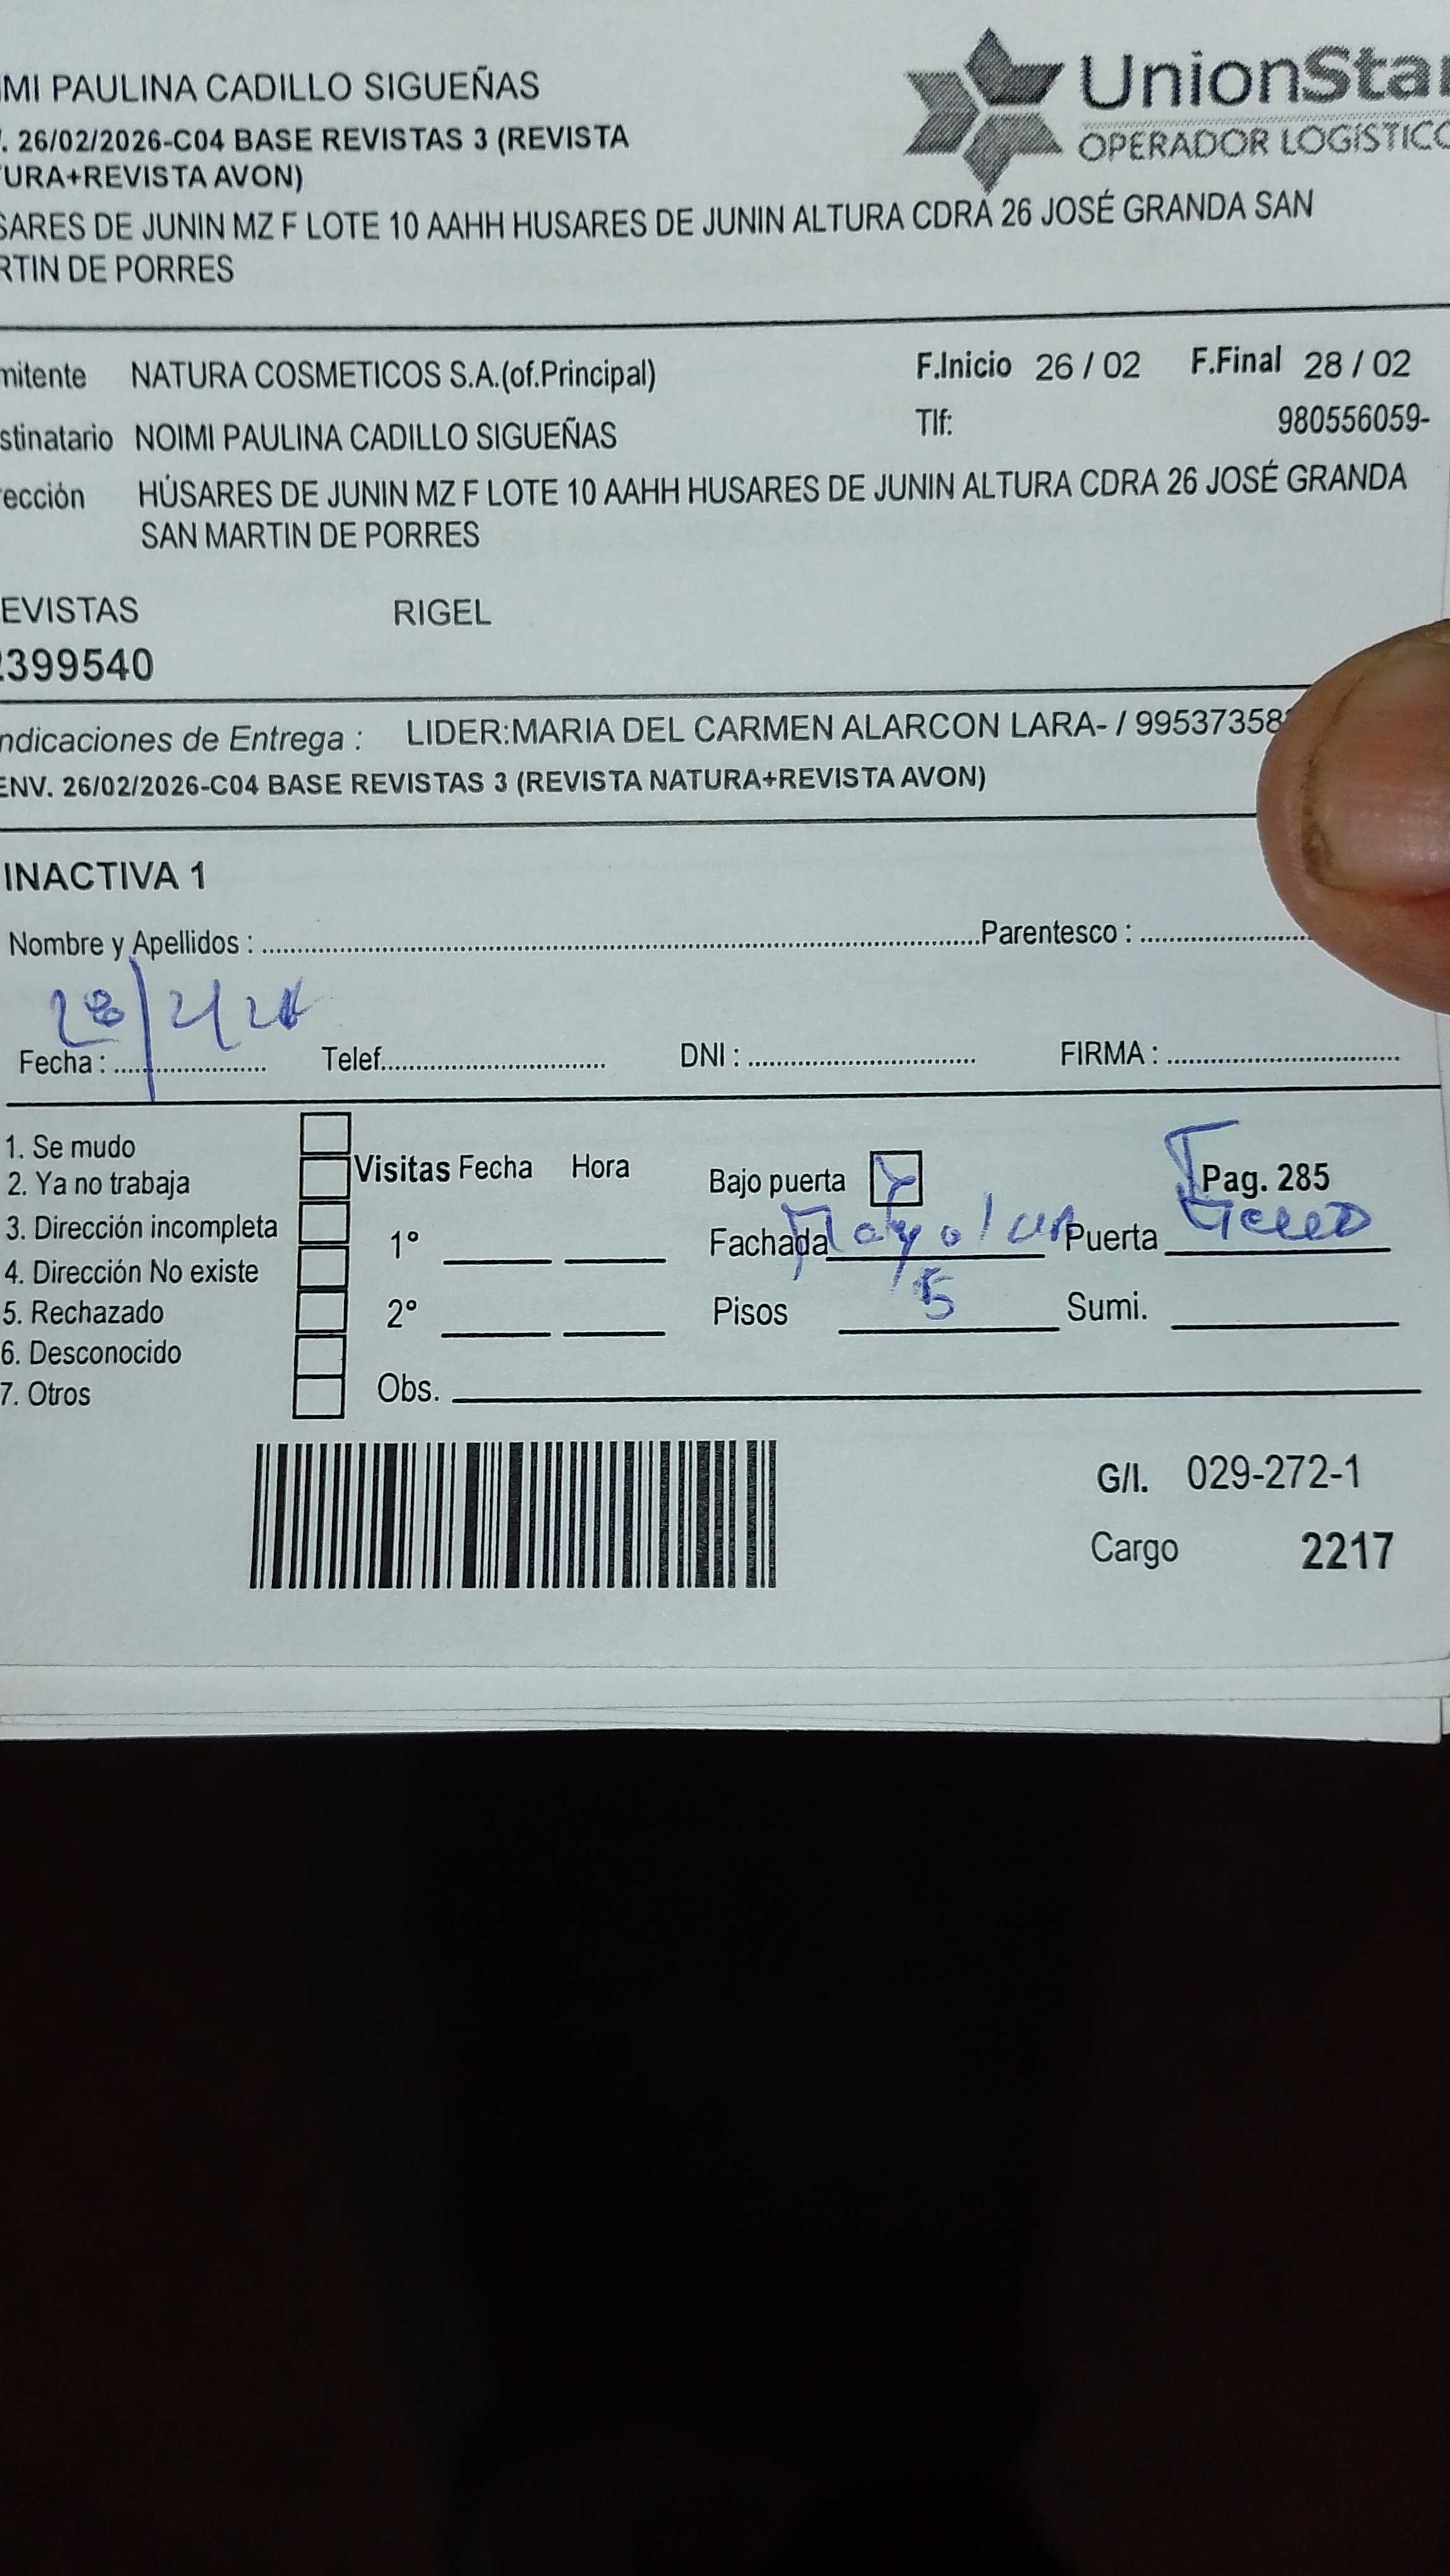 IMI PAULINA CADILLO SIGUEÑAS
UnionStar
OPERADOR LOGÍSTICO
. 26/02/2026-C04 BASE REVISTAS 3 (REVISTA
URA+REVISTA AVON)
SARES DE JUNIN MZ F LOTE 10 AAHH HUSARES DE JUNIN ALTURA CDRA 26 JOSÉ GRANDA SAN
RTIN DE PORRES
mitente NATURA COSMETICOS S.A.(of.Principal) F.Inicio 26 / 02 F.Final 28 / 02
stinatario NOIMI PAULINA CADILLO SIGUEÑAS Tlf: 980556059-
ección HÚSARES DE JUNIN MZ F LOTE 10 AAHH HUSARES DE JUNIN ALTURA CDRA 26 JOSÉ GRANDA
SAN MARTIN DE PORRES
EVISTAS RIGEL
2399540
ndicaciones de Entrega : LIDER:MARIA DEL CARMEN ALARCON LARA- / 99537358
ENV. 26/02/2026-C04 BASE REVISTAS 3 (REVISTA NATURA+REVISTA AVON)
INACTIVA 1
Nombre y Apellidos : Parentesco :
28/2/26
Fecha : Telef. DNI : FIRMA :
1. Se mudo
2. Ya no trabaja
3. Dirección incompleta
4. Dirección No existe
5. Rechazado
6. Desconocido
7. Otros
Visitas Fecha Hora
1°
2°
Obs.
Bajo puerta Pag. 285
Fachada Puerta Fierro
Pisos 5 Sumi.
G/I. 029-272-1
Cargo 2217